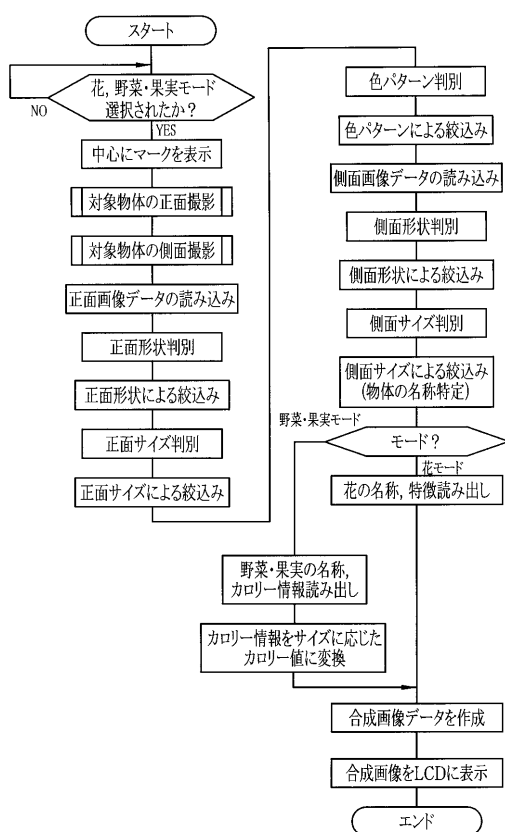 スタート
花, 野菜・果実モード
選択されたか?
NO
YES
中心にマークを表示
対象物体の正面撮影
対象物体の側面撮影
正面画像データの読み込み
正面形状判別
正面形状による絞込み
正面サイズ判別
正面サイズによる絞込み
色パターン判別
色パターンによる絞込み
側面画像データの読み込み
側面形状判別
側面形状による絞込み
側面サイズ判別
側面サイズによる絞込み
(物体の名称特定)
野菜・果実モード
モード?
花モード
花の名称, 特徴読み出し
野菜・果実の名称,
カロリー情報読み出し
カロリー情報をサイズに応じた
カロリー値に変換
合成画像データを作成
合成画像をLCDに表示
エンド